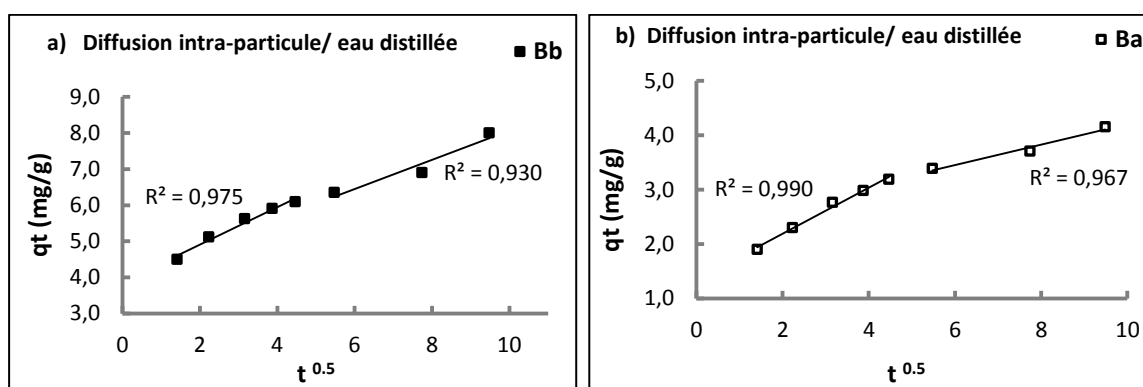 a) Diffusion intra-particule/ eau distillée
Bb
9,0
8,0
7,0
6,0
5,0
4,0
3,0
qt (mg/g)
R² = 0,975
R² = 0,930
0 2 4 6 8 10
t 0.5
b) Diffusion intra-particule/ eau distillée
Ba
5,0
4,0
3,0
2,0
1,0
qt (mg/g)
R² = 0,990
R² = 0,967
0 2 4 6 8 10
t 0.5